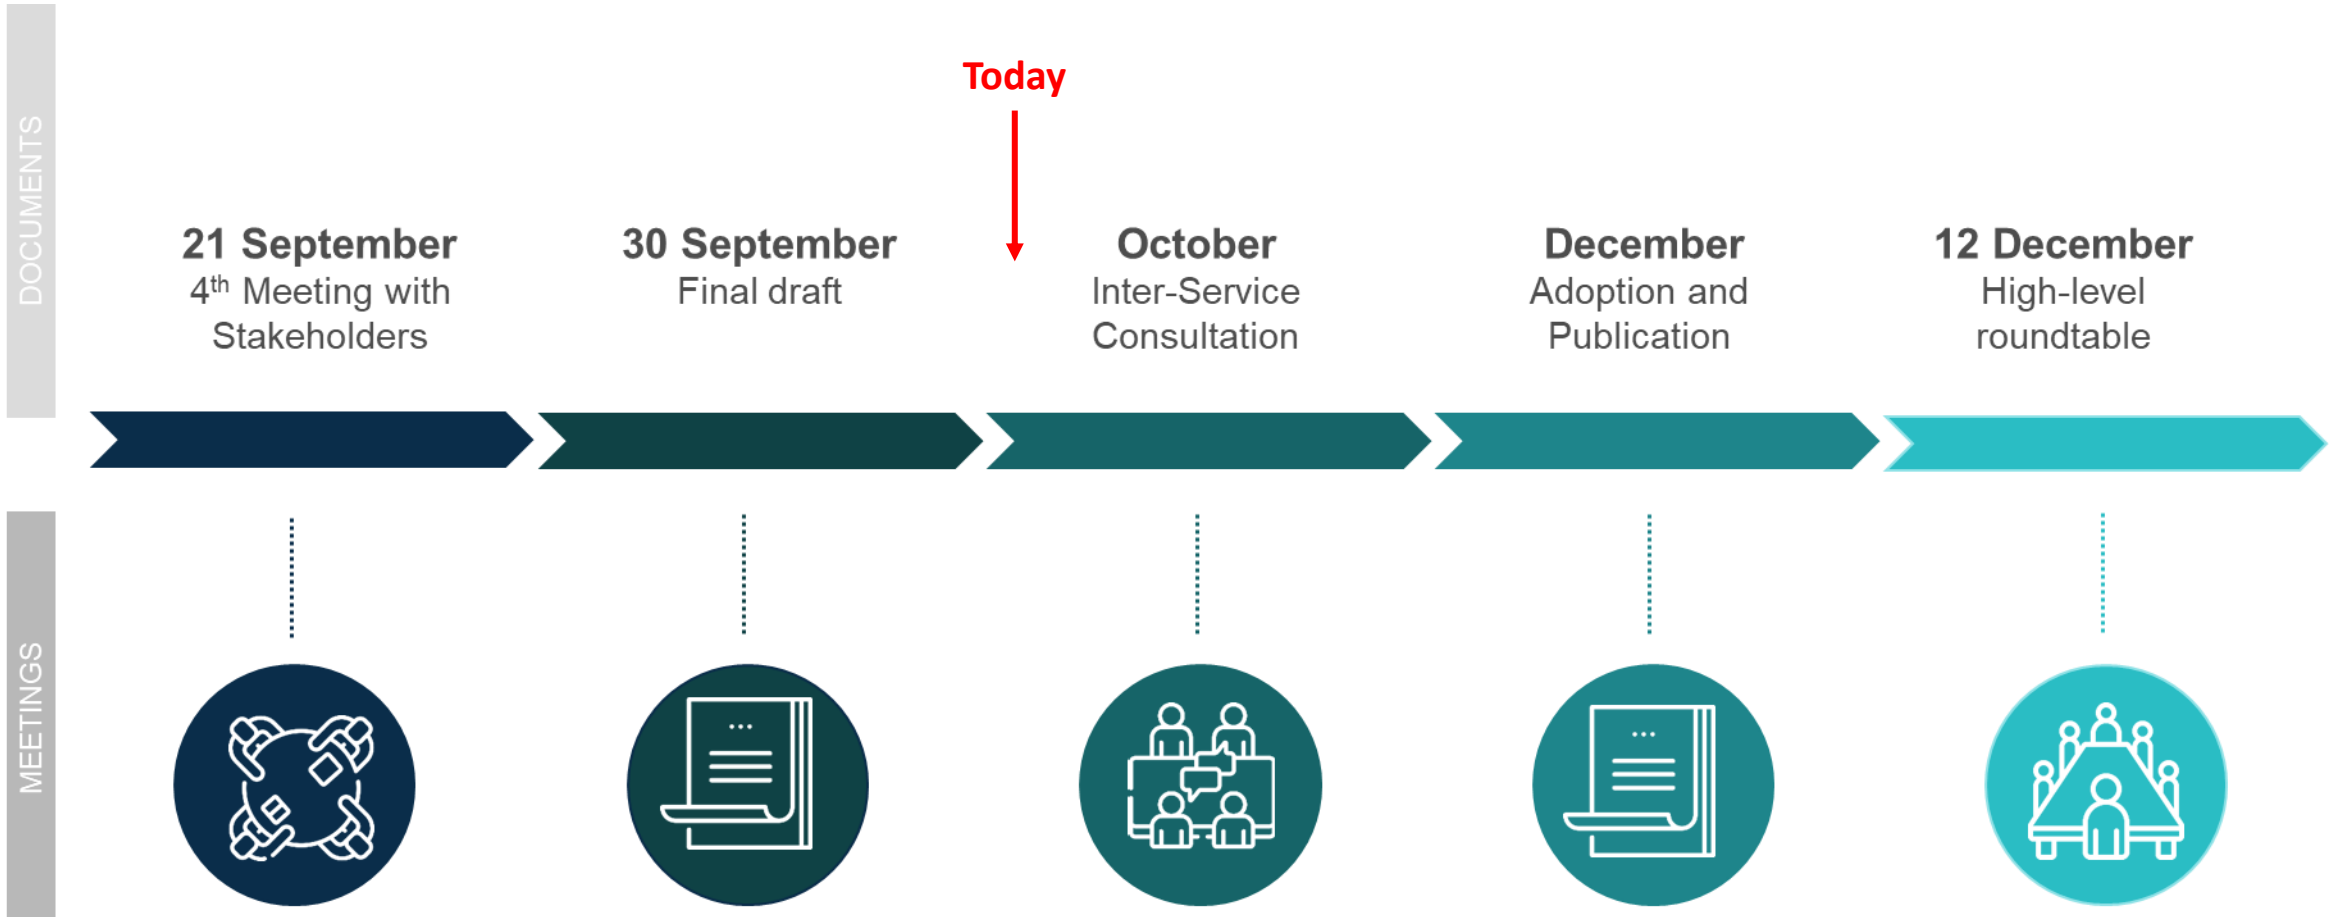 DOCUMENTS
Today
21 September
4th Meeting with
Stakeholders
30 September
Final draft
October
Inter-Service
Consultation
December
Adoption and
Publication
12 December
High-level
roundtable
MEETINGS